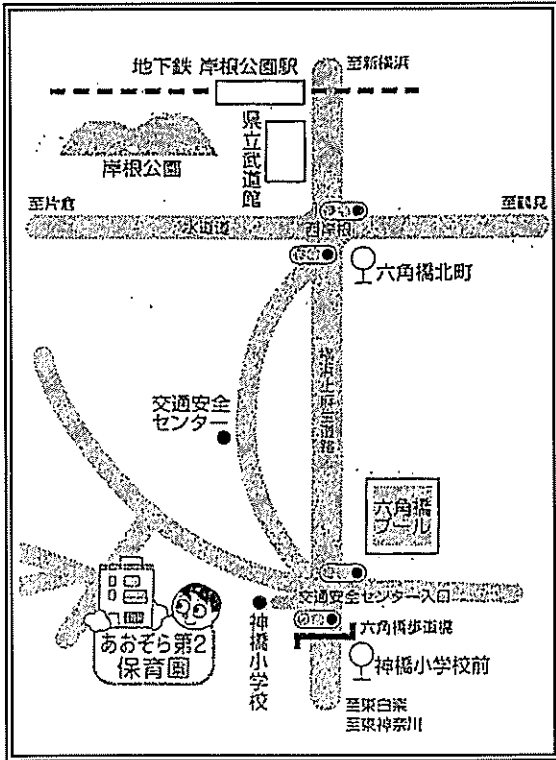 地下鉄 岸根公園駅
至新横浜
県立武道館
岸根公園
至片倉
至鶴見
水道道
西岸根
六角橋北町
横浜上麻生道路
交通安全
センター
六角橋
プール
交通安全センター入口
あおぞら第2
保育園
神橋小学校
六角橋歩道橋
神橋小学校前
至東白楽
至東神奈川